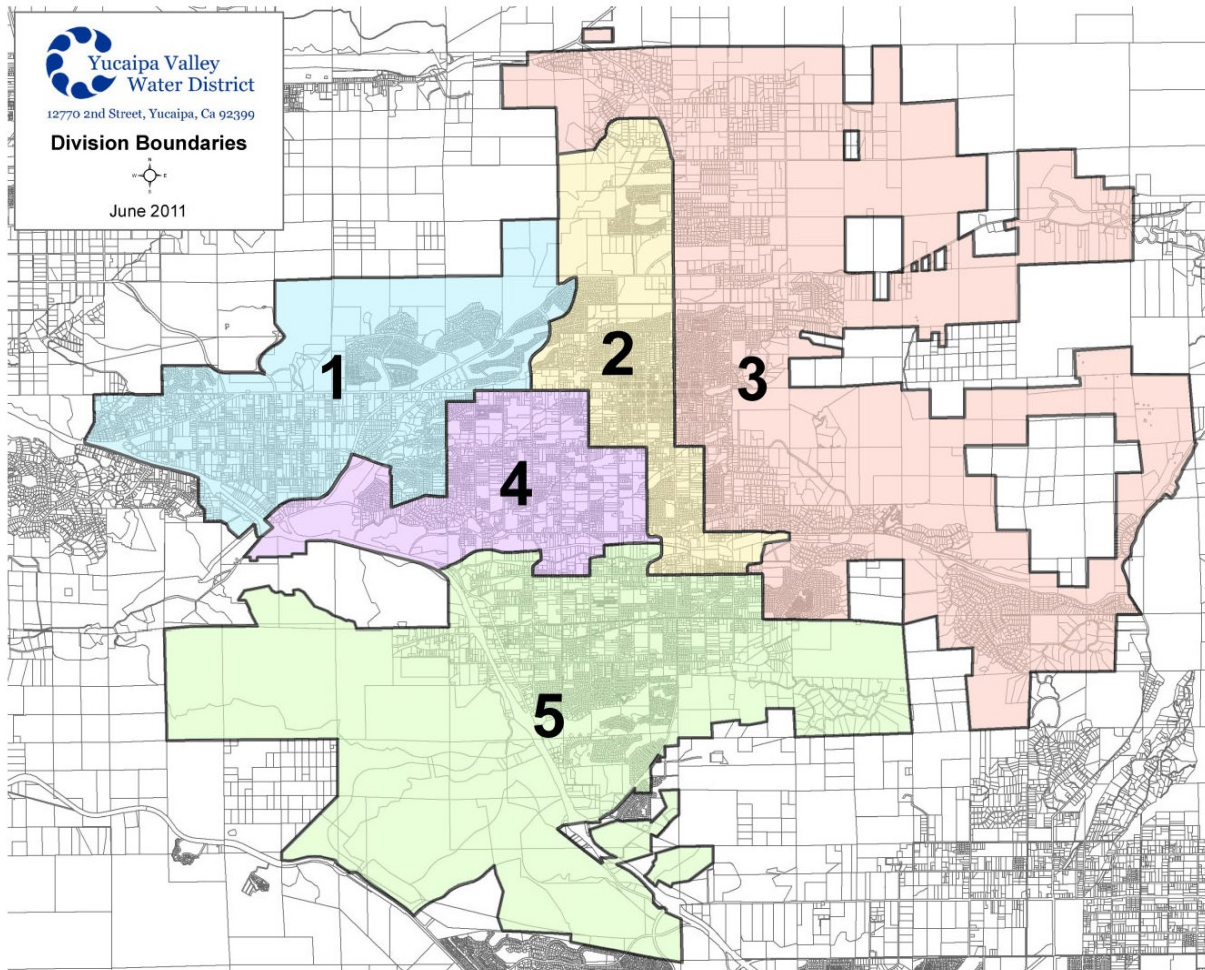 Yucaipa Valley
Water District
12770 2nd Street, Yucaipa, Ca 92399
Division Boundaries
N
W E
S
June 2011
1
2
3
4
5